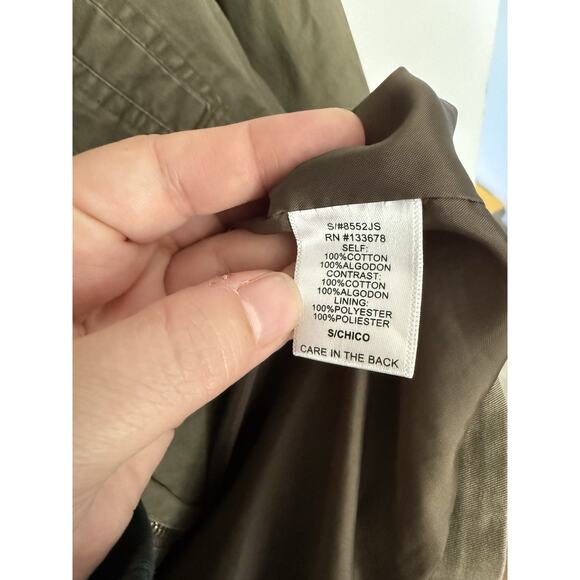 S/#8552JS
RN #133678
SELF:
100%COTTON
100%ALGODON
CONTRAST:
100%COTTON
100%ALGODON
LINING:
100%POLYESTER
100%POLIESTER
S/CHICO
CARE IN THE BACK